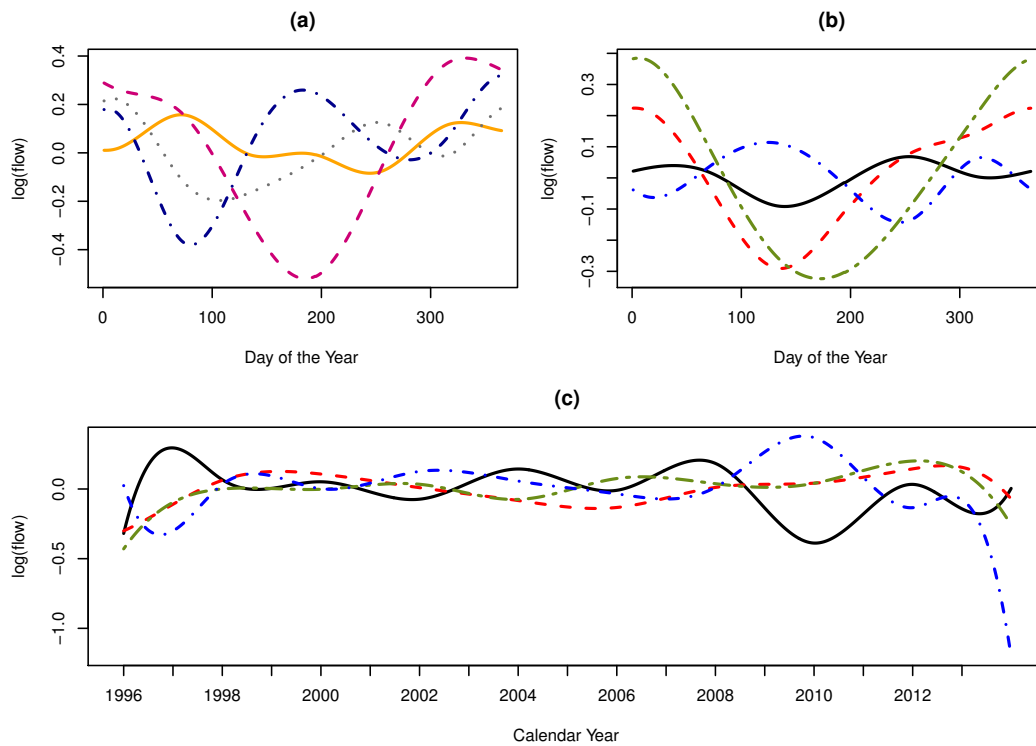 (a)
log(flow)
0.4
0.2
0.0
−0.2
−0.4
0 100 200 300
Day of the Year
(b)
log(flow)
0.3
0.1
−0.1
−0.3
0 100 200 300
Day of the Year
(c)
log(flow)
0.0
−0.5
−1.0
1996 1998 2000 2002 2004 2006 2008 2010 2012
Calendar Year